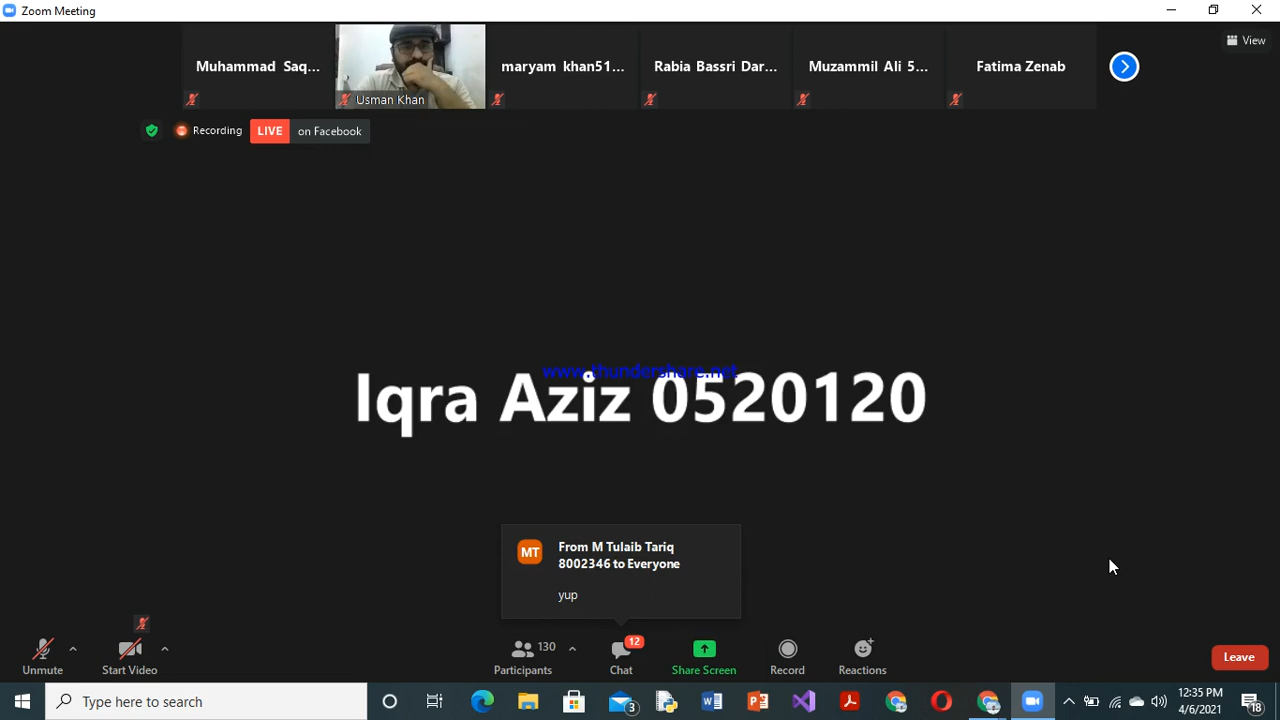 Zoom Meeting
View
Muhammad Saq...
Usman Khan
maryam khan51...
Rabia Bassri Dar...
Muzammil Ali 5...
Fatima Zenab
Recording
LIVE on Facebook
www.thundershare.net
Iqra Aziz 0520120
MT
From M Tulaib Tariq
8002346 to Everyone
yup
Unmute
Start Video
130
Participants
12
Chat
Share Screen
Record
Reactions
Leave
Type here to search
3
12:35 PM
4/6/2021
18